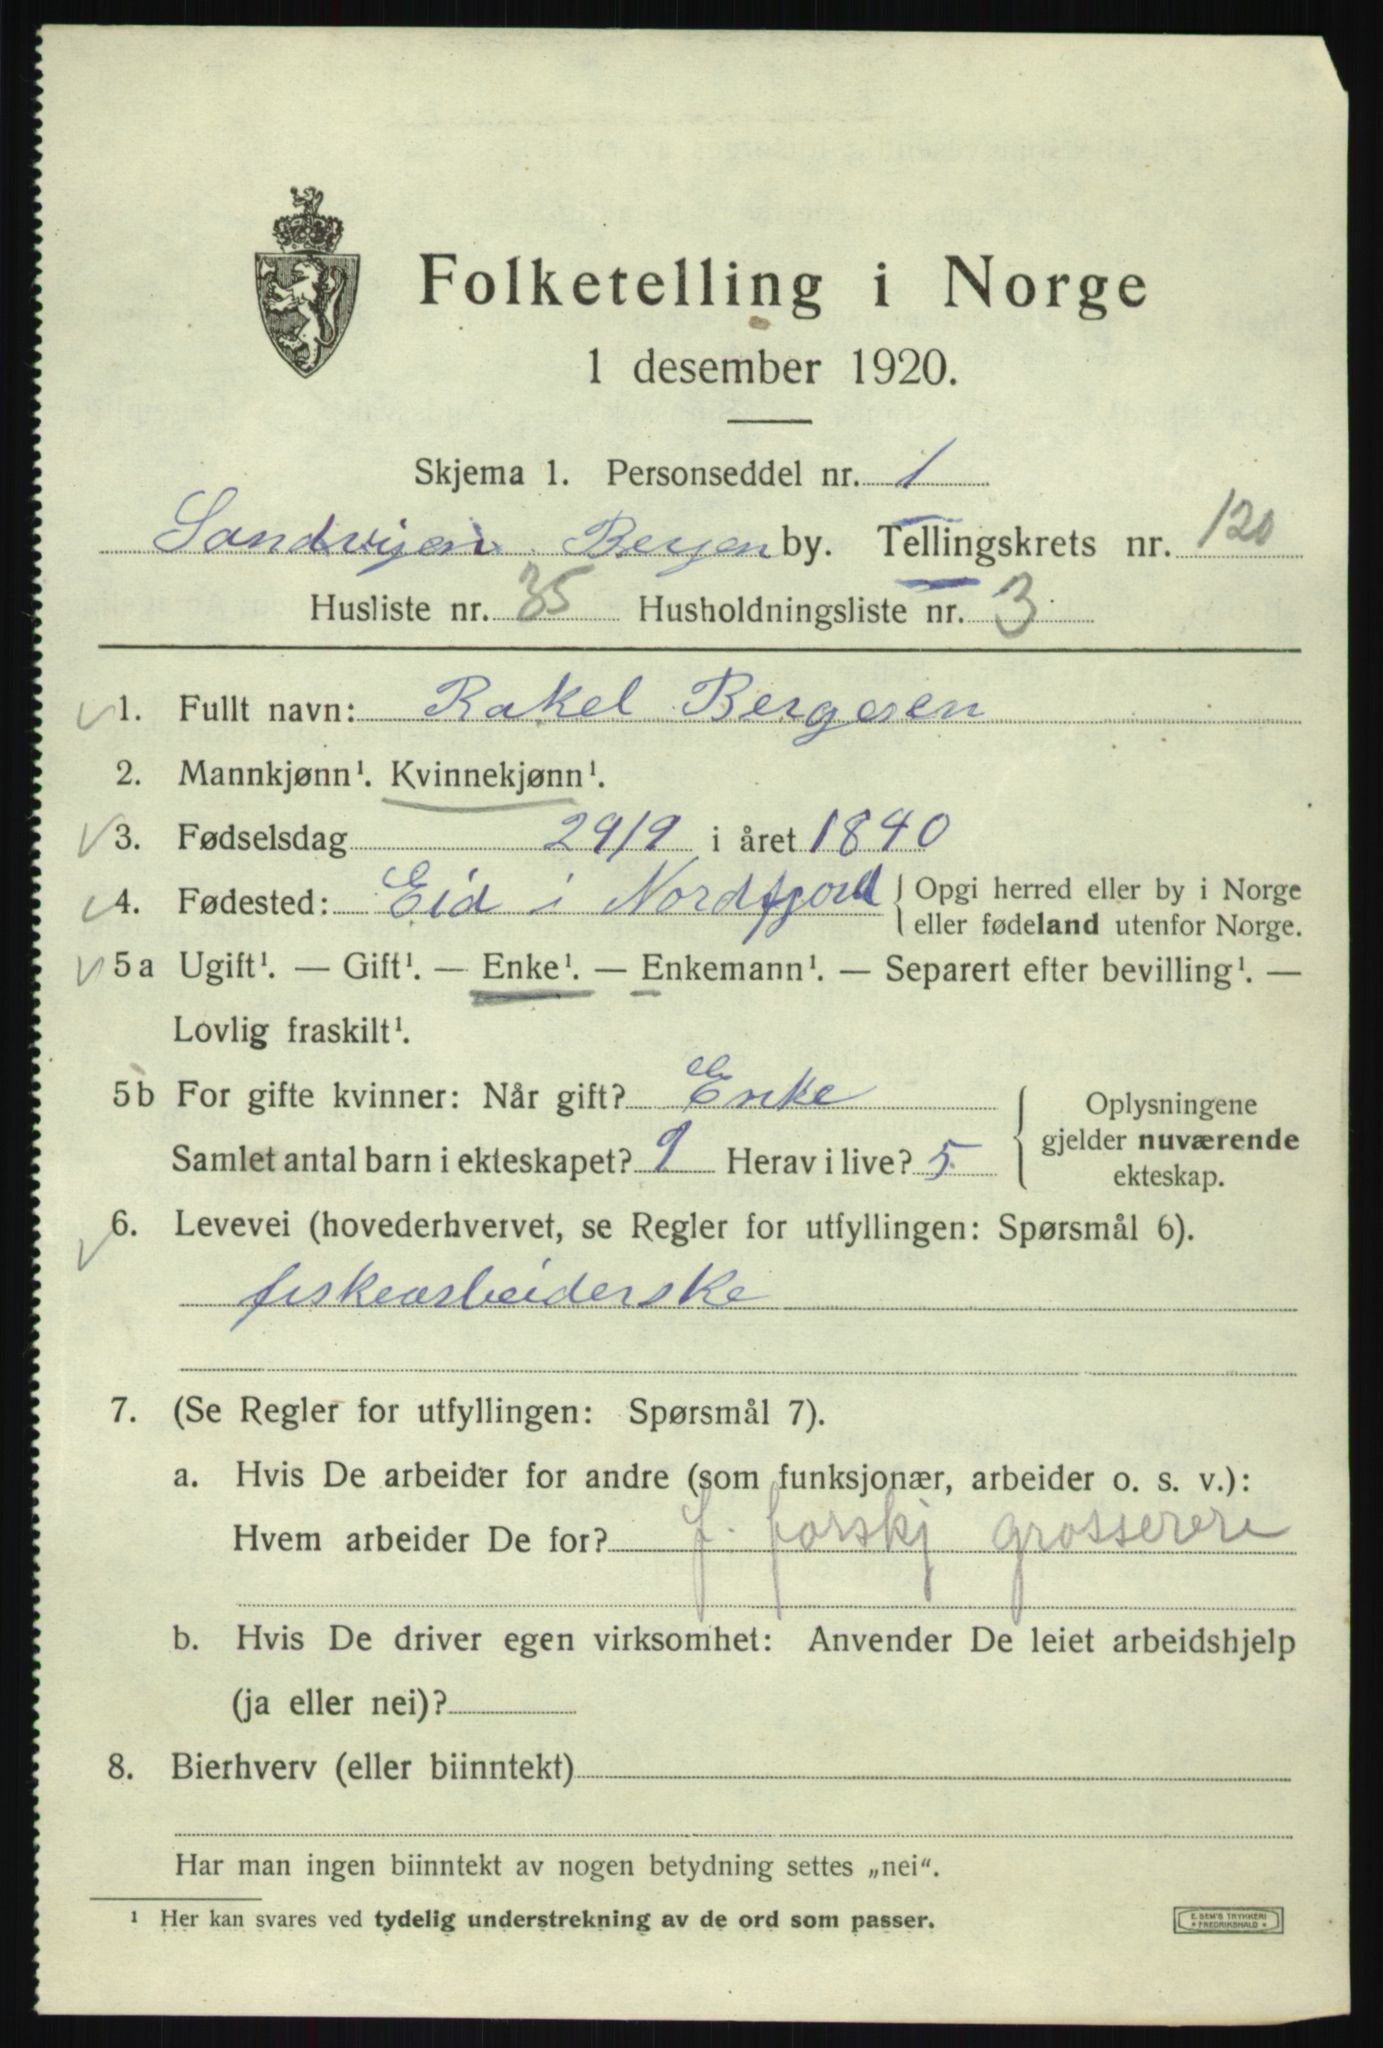 Folketelling i Norge
1 desember 1920.
Skjema 1. Personseddel nr. 1
Sandvigen Bergen by. Tellingskrets nr. 120
Husliste nr. 35 Husholdningsliste nr. 3
1. Fullt navn: Rakel Bergesen
2. Mannkjønn¹. Kvinnekjønn¹.
3. Fødselsdag 29/9 i året 1840
4. Fødested: Eid i Nordfjord { Opgi herred eller by i Norge
eller fødeland utenfor Norge.
5a Ugift¹. — Gift¹. — Enke¹. — Enkemann¹. — Separert efter bevilling¹. —
Lovlig fraskilt¹.
5b For gifte kvinner: Når gift? Enke
Samlet antal barn i ekteskapet? 9 Herav i live? 5
Oplysningene
gjelder nuværende
ekteskap.
6. Levevei (hovederhvervet, se Regler for utfyllingen: Spørsmål 6).
fiskearbeiderske
7. (Se Regler for utfyllingen: Spørsmål 7).
a. Hvis De arbeider for andre (som funksjonær, arbeider o. s. v.):
Hvem arbeider De for? f. forskj grosserere
b. Hvis De driver egen virksomhet: Anvender De leiet arbeidshjelp
(ja eller nei)?
8. Bierhverv (eller biinntekt)
Har man ingen biinntekt av nogen betydning settes „nei“.
¹ Her kan svares ved tydelig understrekning av de ord som passer.
E. SEM'S TRYKKERI
* FREDRIKSHALD *